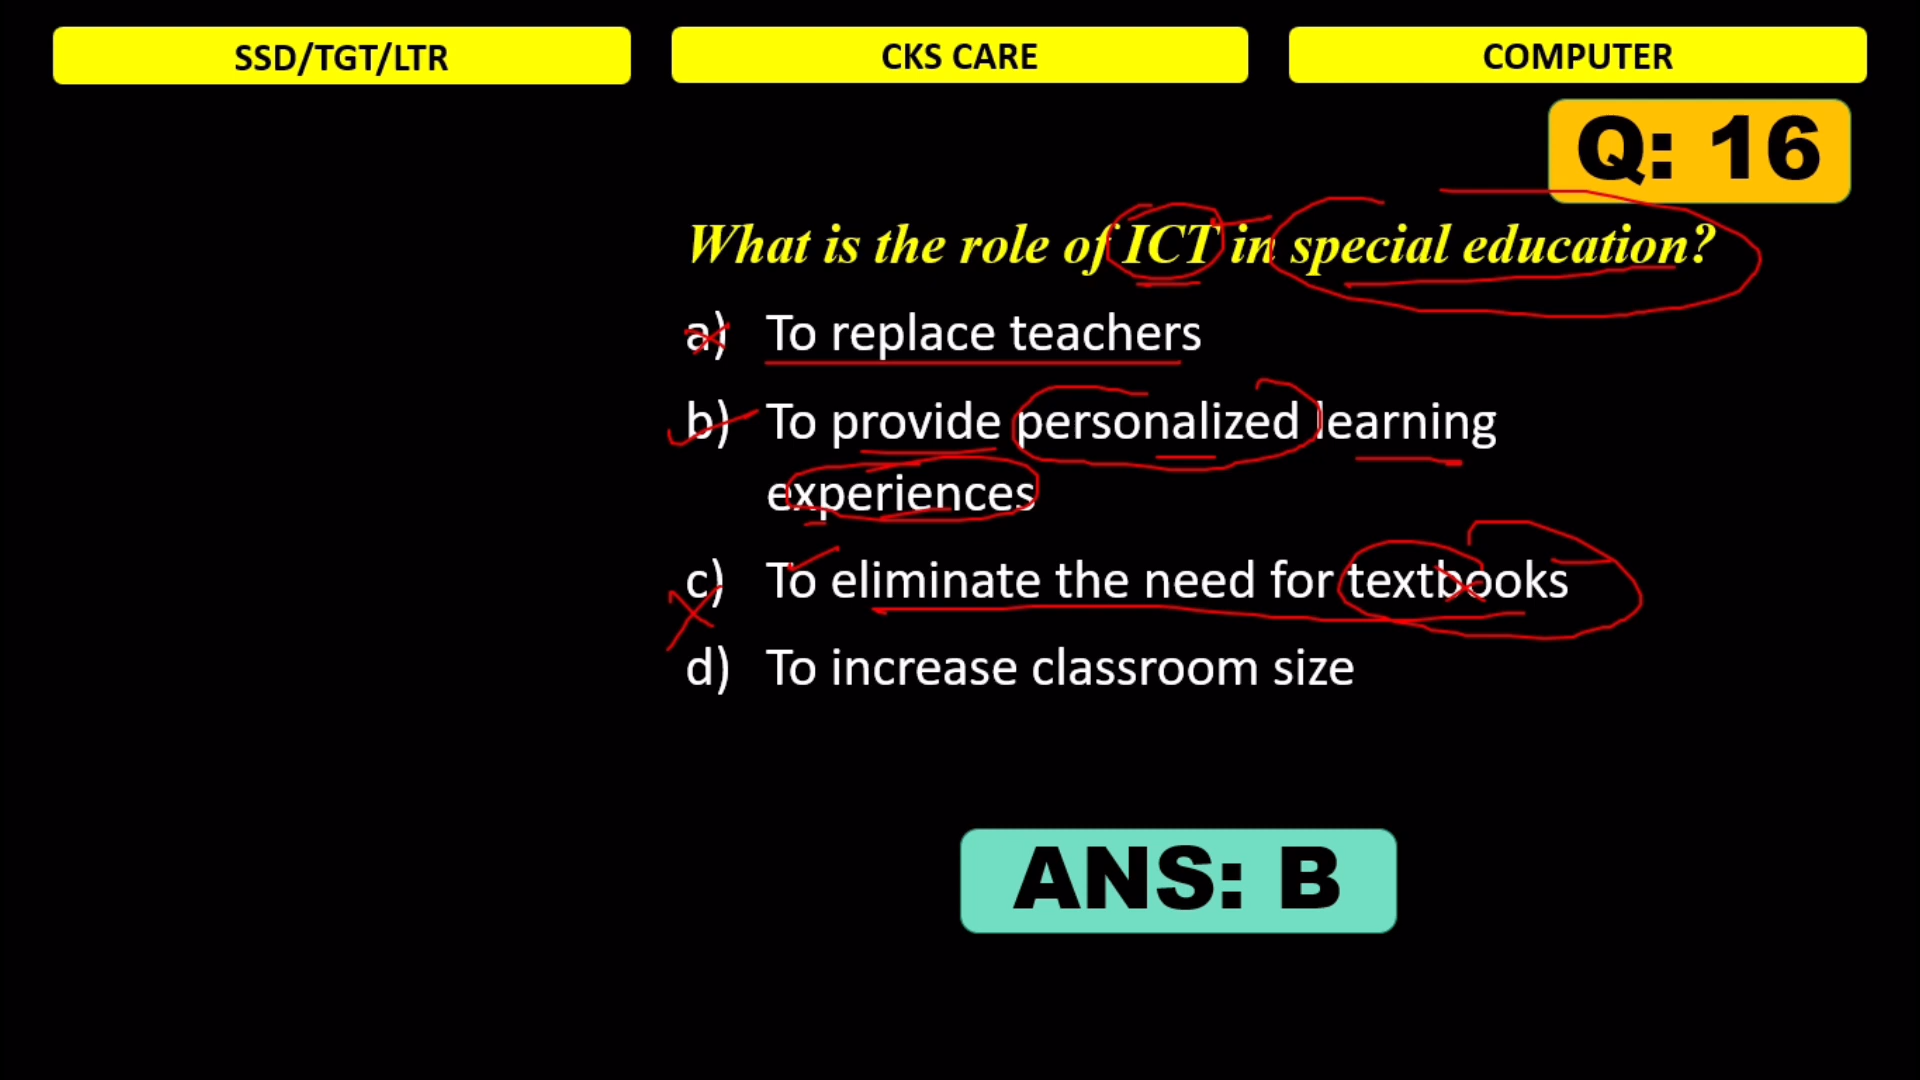 SSD/TGT/LTR
CKS CARE
COMPUTER
Q: 16
What is the role of ICT in special education?
a) To replace teachers
b) To provide personalized learning
experiences
c) To eliminate the need for textbooks
d) To increase classroom size
ANS: B